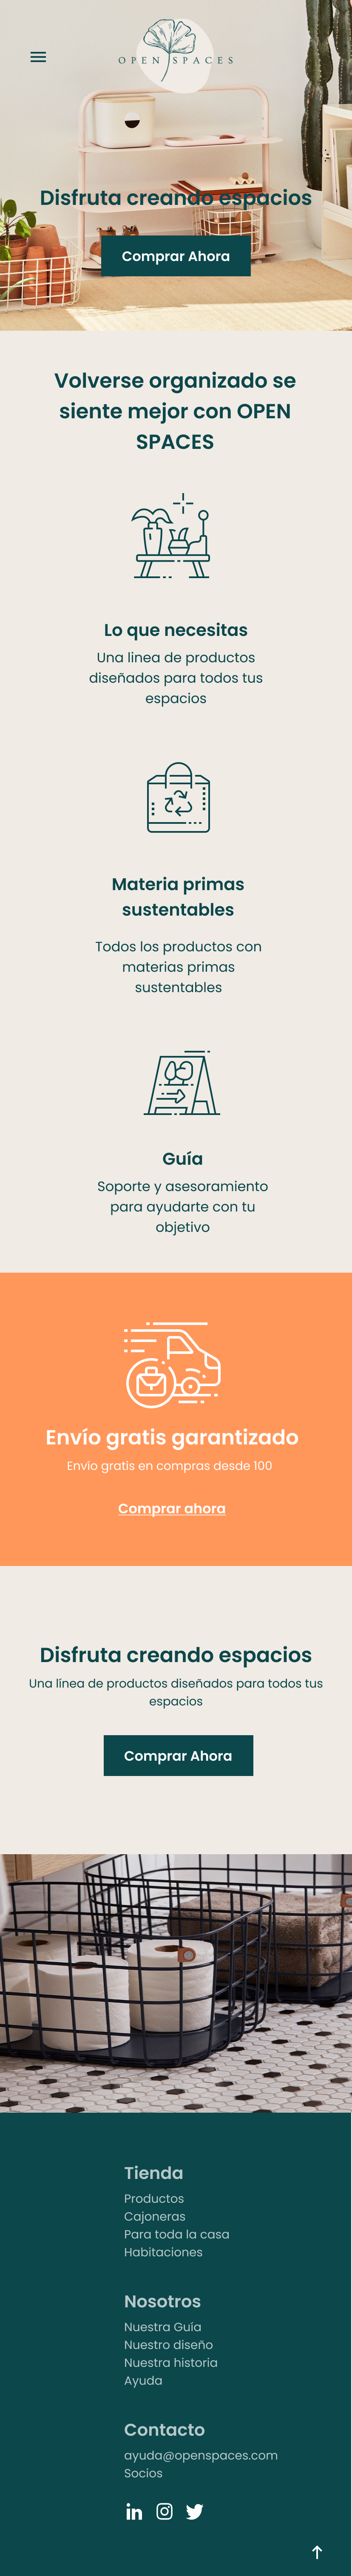 OPEN SPACES
Disfruta creando espacios
Comprar Ahora
Volverse organizado se
siente mejor con OPEN
SPACES
Lo que necesitas
Una linea de productos
diseñados para todos tus
espacios
Materia primas
sustentables
Todos los productos con
materias primas
sustentables
Guía
Soporte y asesoramiento
para ayudarte con tu
objetivo
Envío gratis garantizado
Envío gratis en compras desde 100
Comprar ahora
Disfruta creando espacios
Una línea de productos diseñados para todos tus
espacios
Comprar Ahora
Tienda
Productos
Cajoneras
Para toda la casa
Habitaciones
Nosotros
Nuestra Guía
Nuestro diseño
Nuestra historia
Ayuda
Contacto
ayuda@openspaces.com
Socios
in